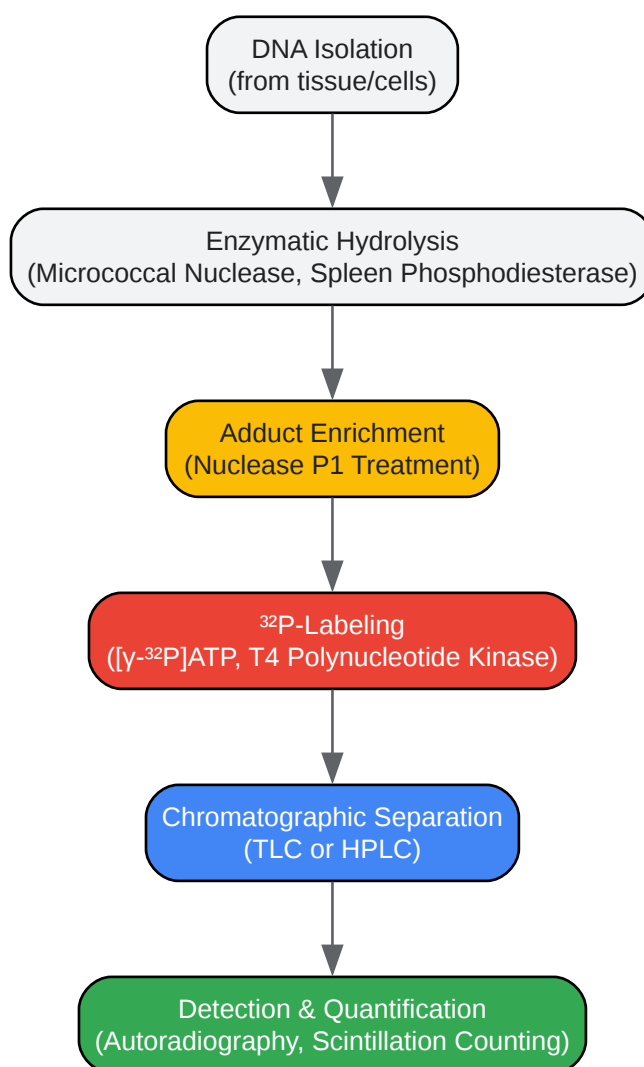 DNA Isolation
(from tissue/cells)
Enzymatic Hydrolysis
(Micrococcal Nuclease, Spleen Phosphodiesterase)
Adduct Enrichment
(Nuclease P1 Treatment)
³²P-Labeling
([γ-³²P]ATP, T4 Polynucleotide Kinase)
Chromatographic Separation
(TLC or HPLC)
Detection & Quantification
(Autoradiography, Scintillation Counting)